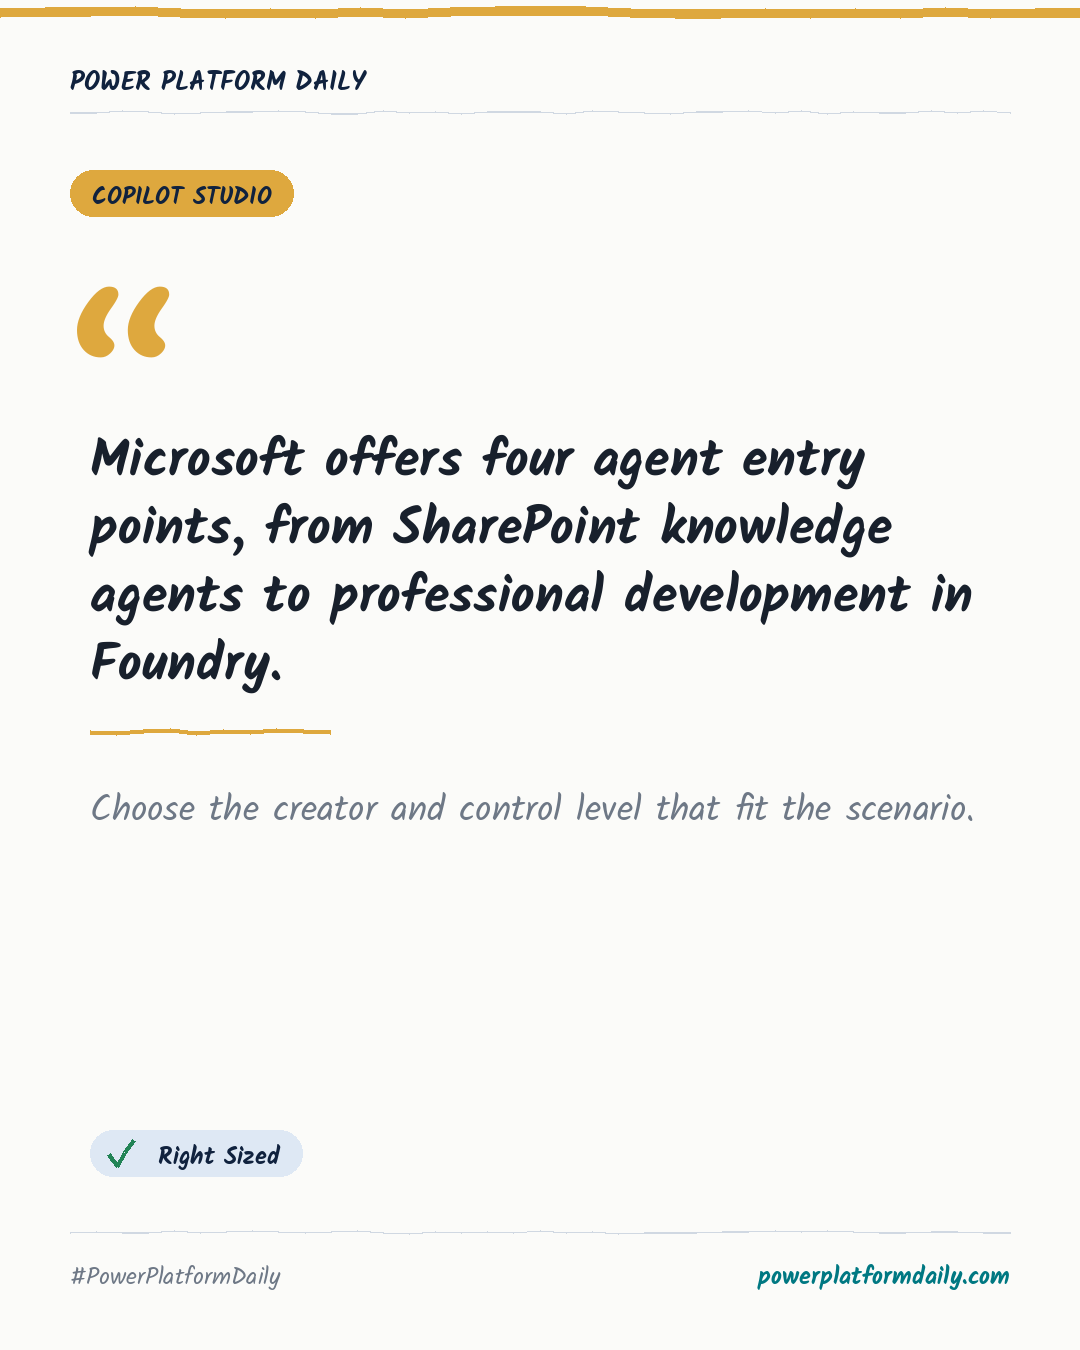 POWER PLATFORM DAILY
COPILOT STUDIO
“
Microsoft offers four agent entry
points, from SharePoint knowledge
agents to professional development in
Foundry.
Choose the creator and control level that fit the scenario.
✓ Right Sized
#PowerPlatformDaily
powerplatformdaily.com